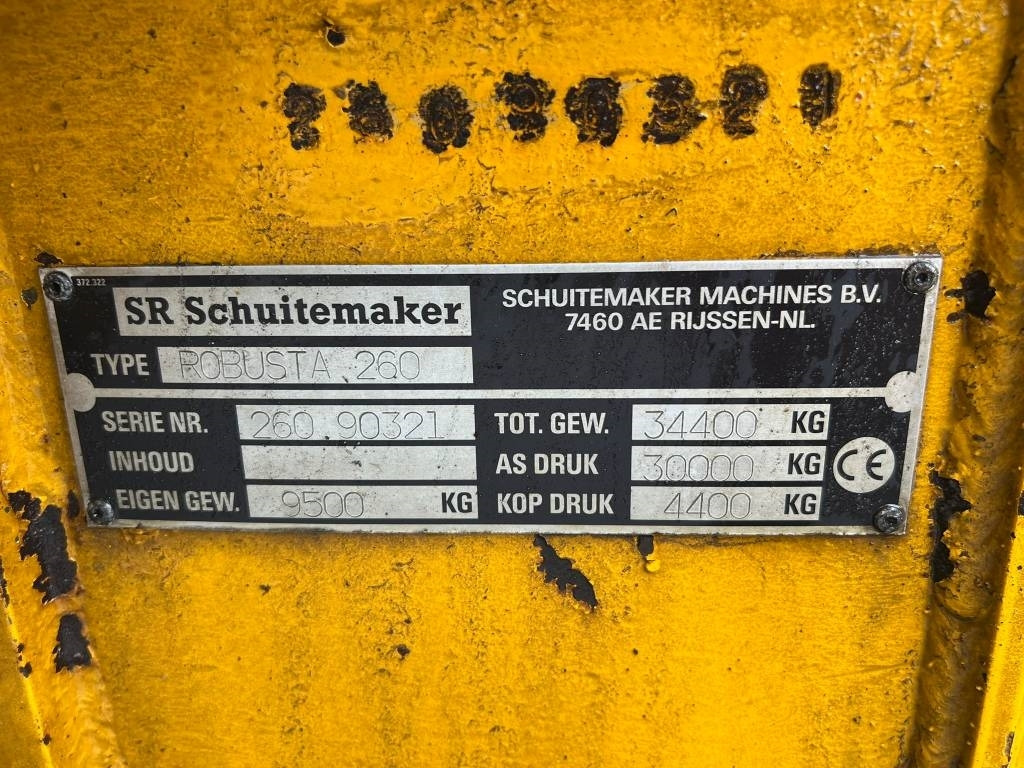 26090321
372.322
SR Schuitemaker
SCHUITEMAKER MACHINES B.V.
7460 AE RIJSSEN-NL.
TYPE ROBUSTA 260
SERIE NR. 260 90321 TOT. GEW. 34400 KG
INHOUD AS DRUK 30000 KG
EIGEN GEW. 9500 KG KOP DRUK 4400 KG
CE